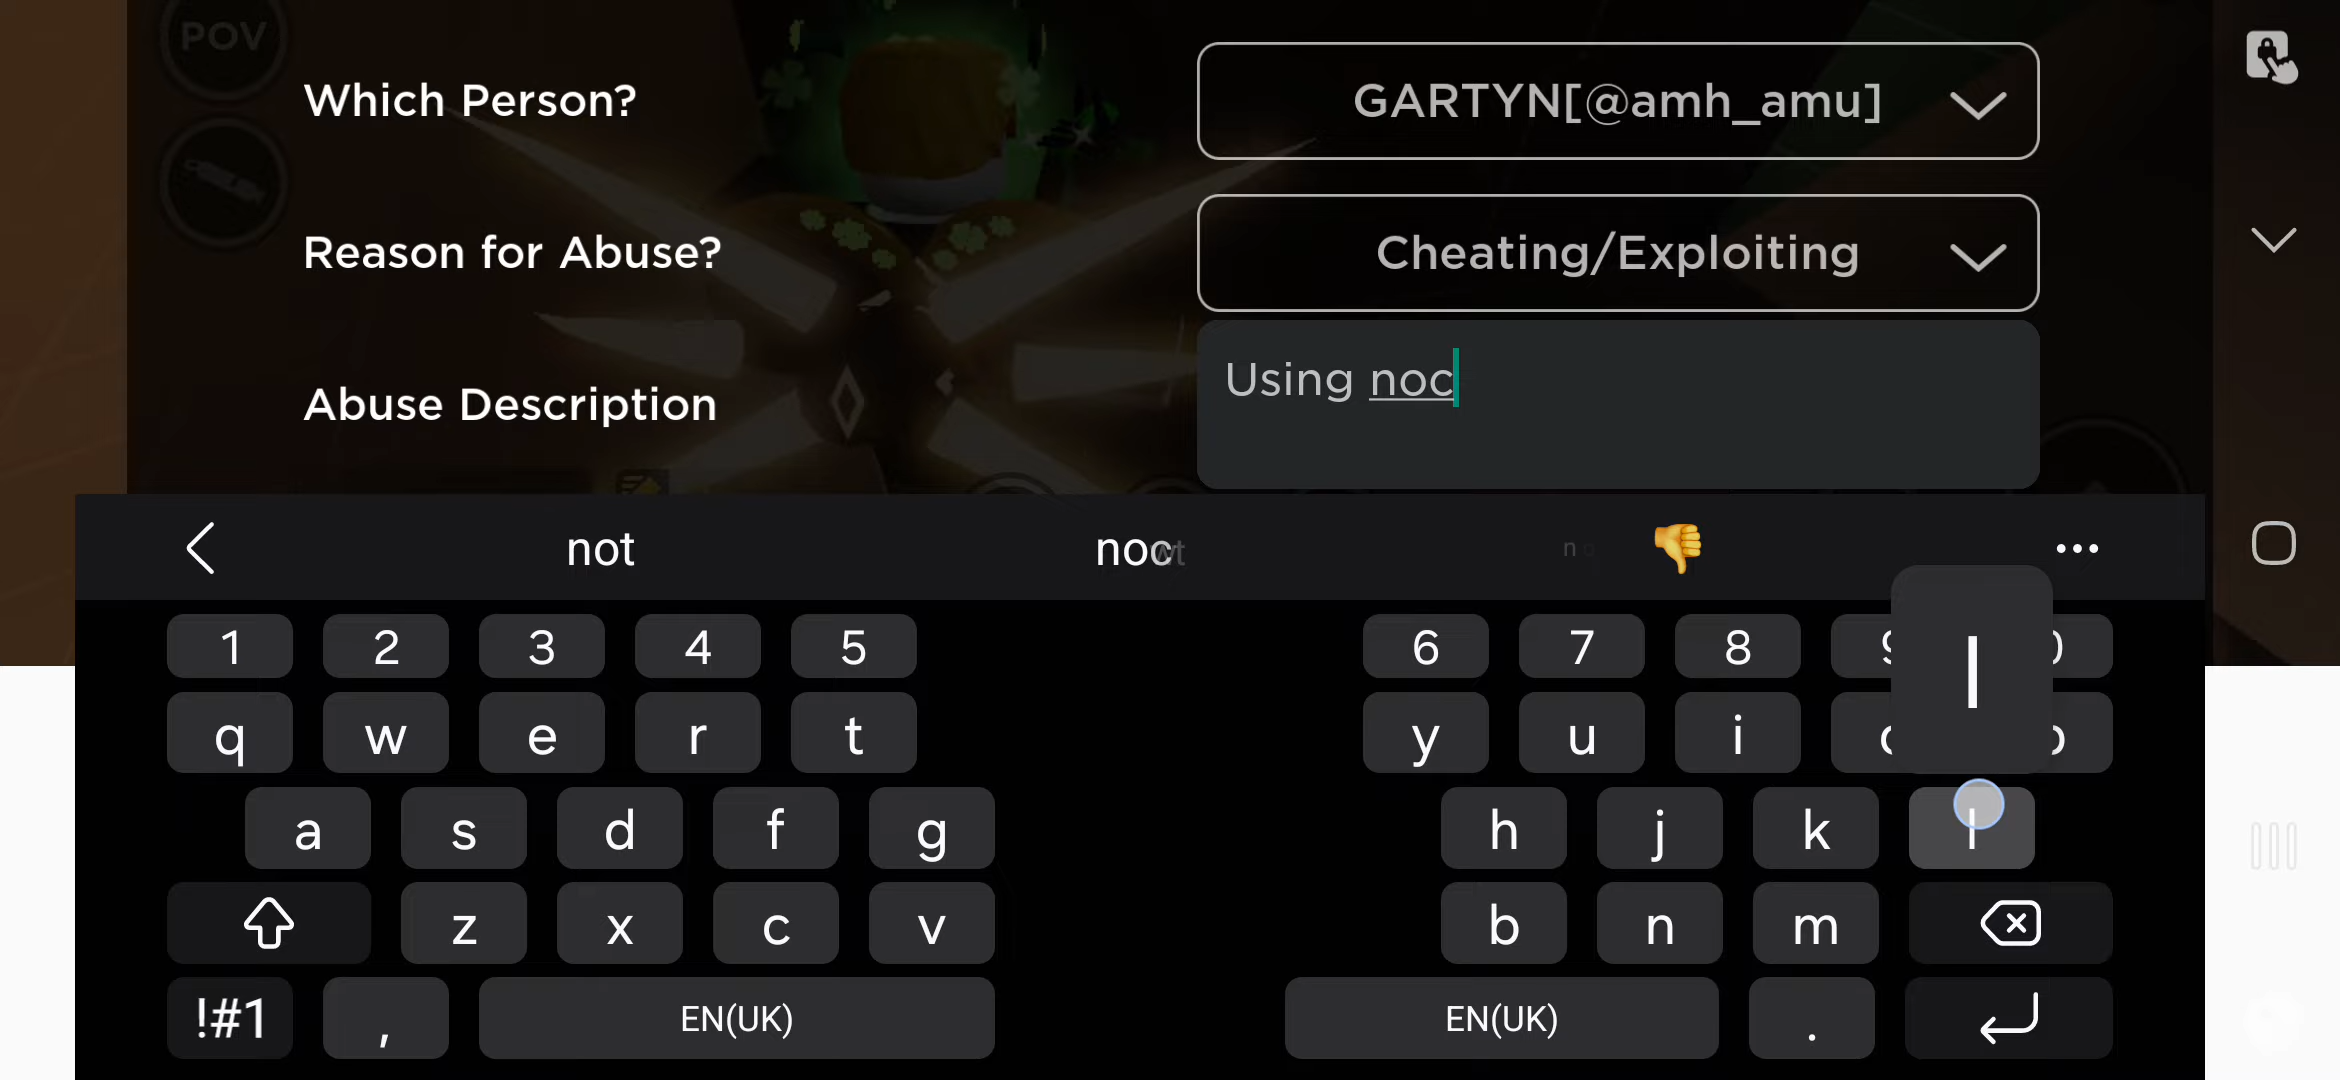 POV
Which Person?
GARTYN[@amh_amu]
Reason for Abuse?
Cheating/Exploiting
Abuse Description
Using noc
not
noc
👎
1 2 3 4 5 6 7 8
q w e r t y u i
l
a s d f g h j k l
z x c v b n m
!#1 , EN(UK) EN(UK) .